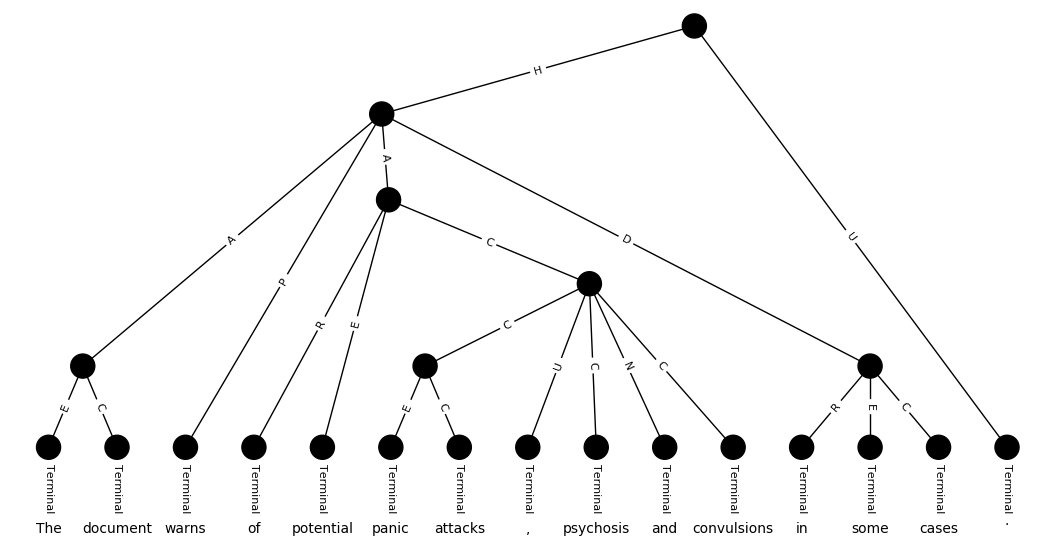 H
A
A
P
D
U
R
E
C
C
U
C
N
C
E
C
E
C
R
E
C
Terminal Terminal Terminal Terminal Terminal Terminal Terminal Terminal Terminal Terminal Terminal Terminal Terminal Terminal Terminal
The document warns of potential panic attacks , psychosis and convulsions in some cases .